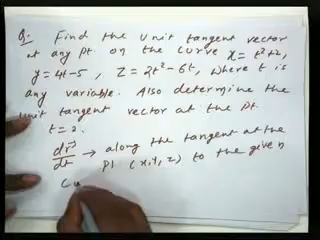 Q: Find the unit tangent vector
at any pt. on the curve x = t²+2,
y = 4t-5, z = 2t²-6t, where t is
any variable. Also determine the
unit tangent vector at the pt.
t = 2.
dr⃗/dt → along the tangent at the
pt (x, y, z) to the given
Cu